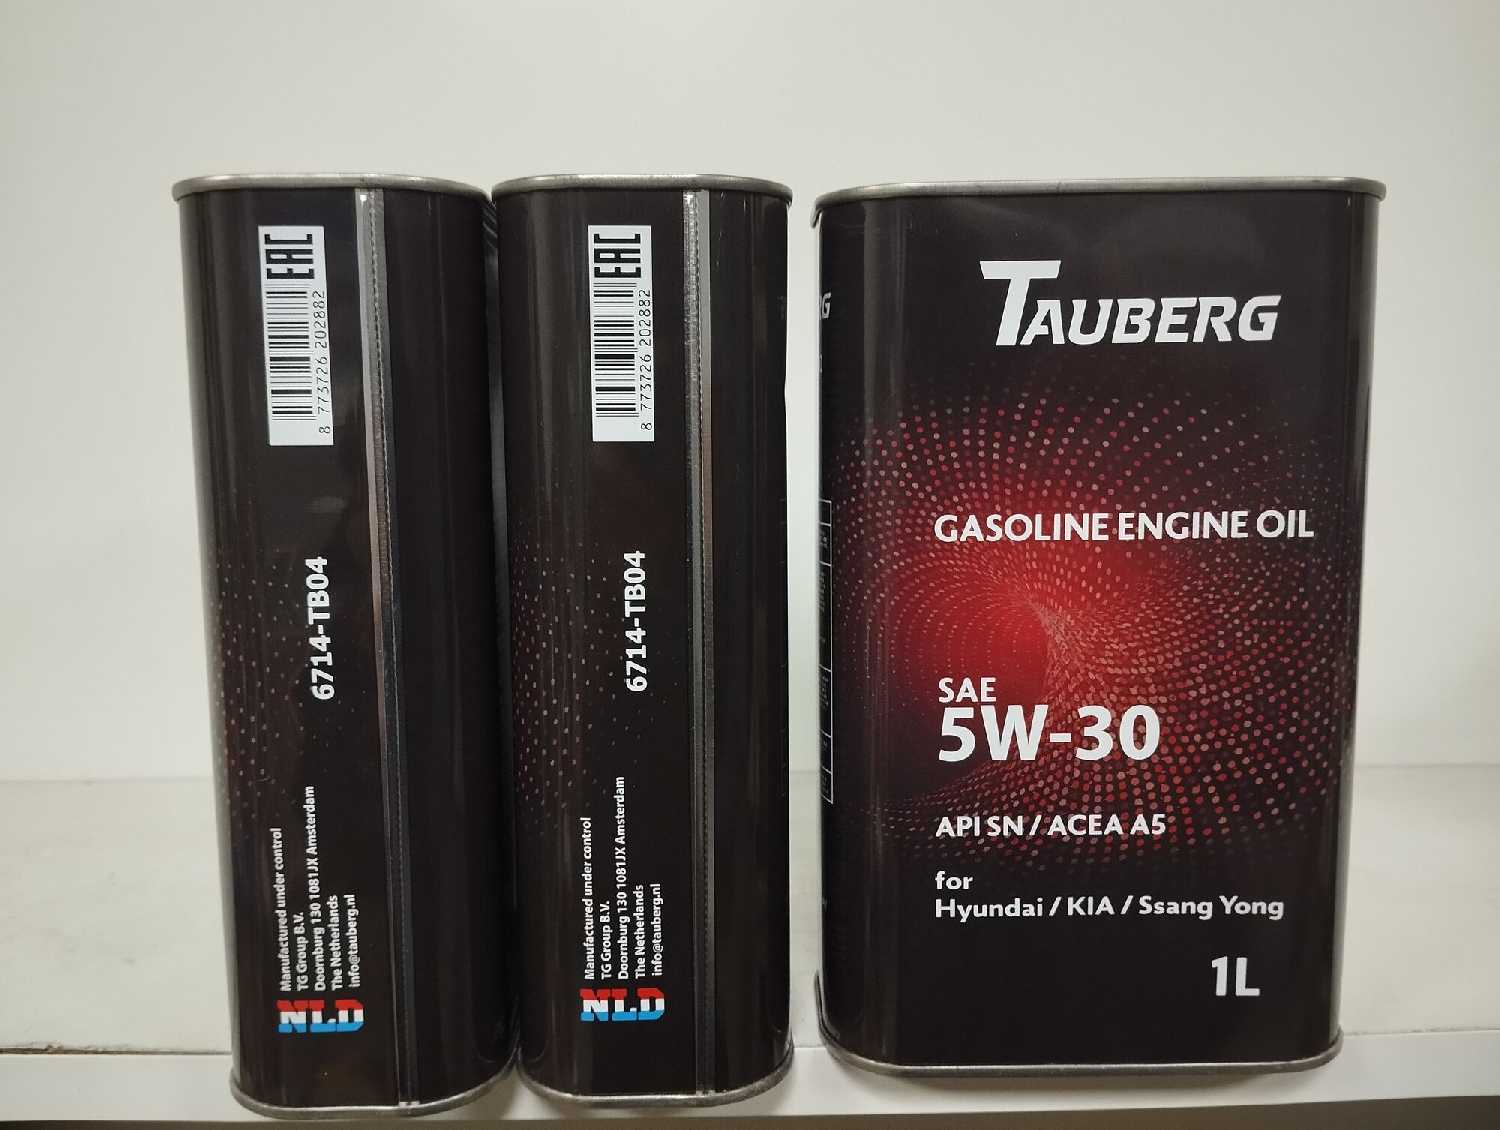 EAC
8 773726 202882
6714-TB04
Manufactured under control
TG Group B.V.
Doornburg 130 1081JX Amsterdam
The Netherlands
info@tauberg.nl
NLD
EAC
8 773726 202882
6714-TB04
Manufactured under control
TG Group B.V.
Doornburg 130 1081JX Amsterdam
The Netherlands
info@tauberg.nl
NLD
G
TAUBERG
GASOLINE ENGINE OIL
SAE
5W-30
API SN / ACEA A5
for
Hyundai / KIA / Ssang Yong
1L